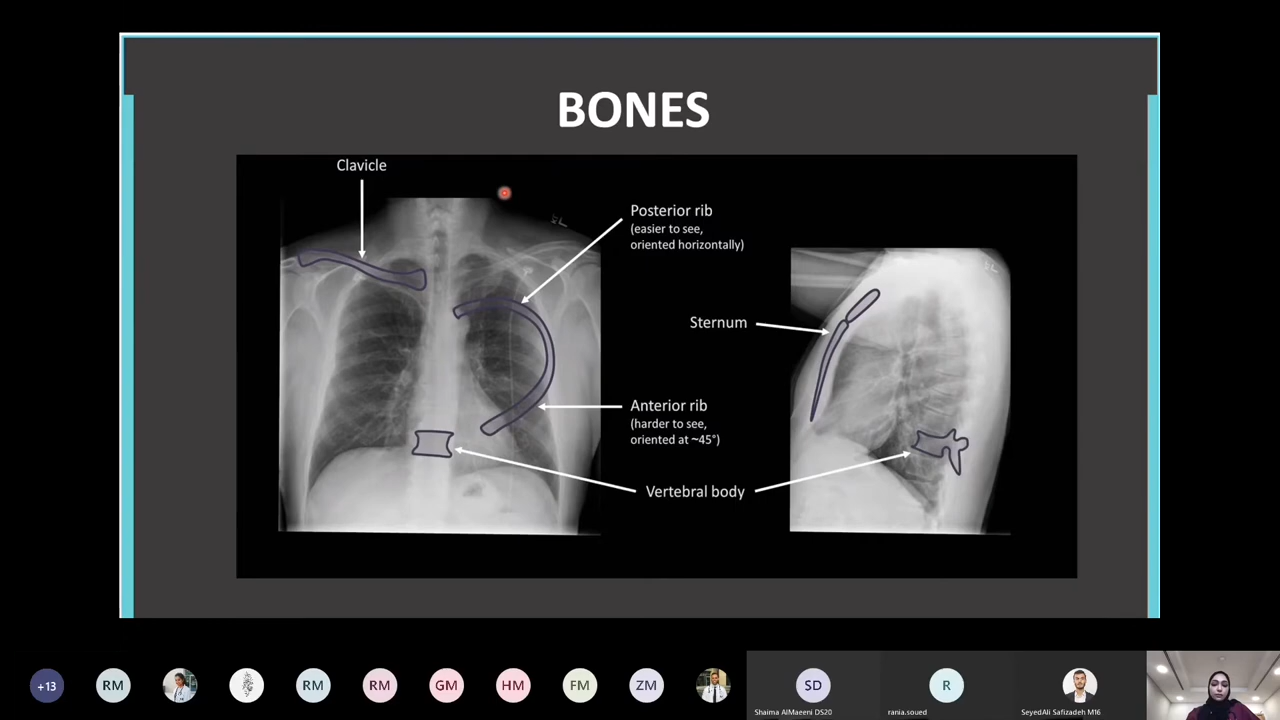 BONES
Clavicle
Posterior rib
(easier to see,
oriented horizontally)
Sternum
Anterior rib
(harder to see,
oriented at ~45°)
Vertebral body
L
L
+13
RM
RM
RM
GM
HM
FM
ZM
SD
R
Shaima AlMaeeni DS20
rania.soued
SeyedAli Safizadeh M16